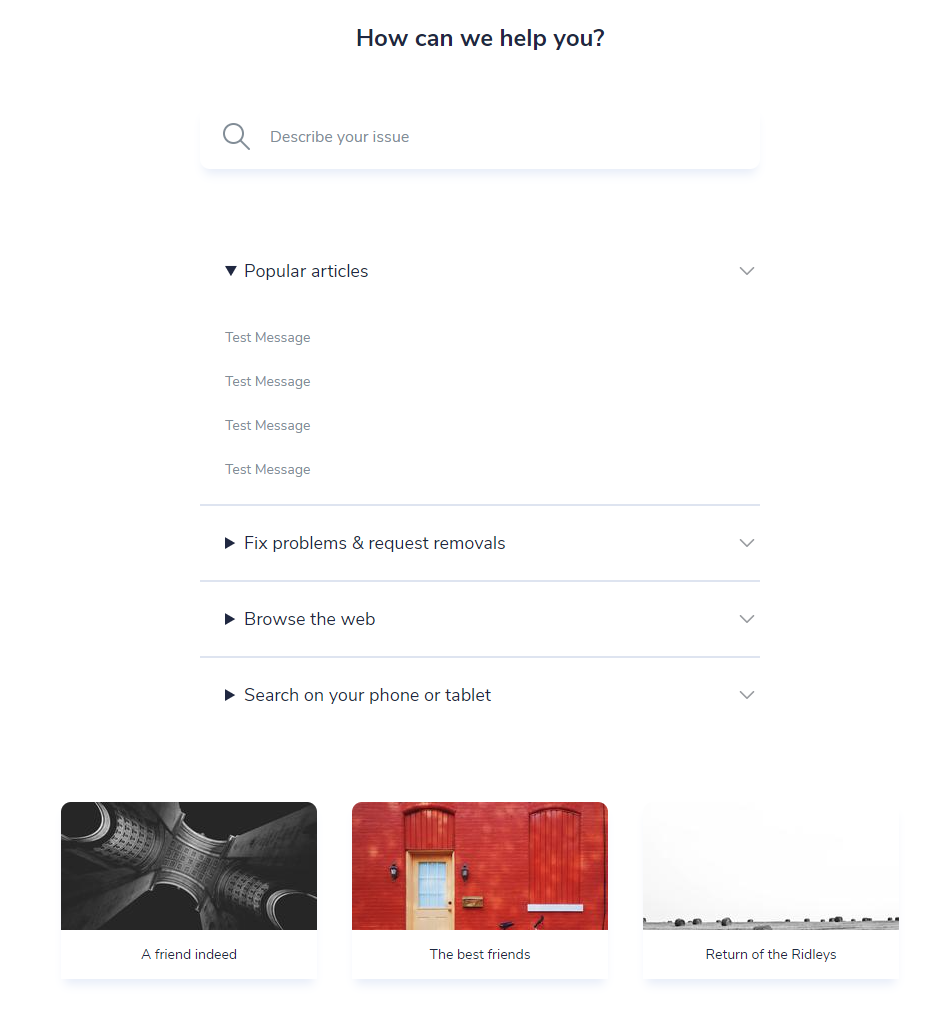 How can we help you?
Describe your issue
Popular articles
Test Message
Test Message
Test Message
Test Message
Fix problems & request removals
Browse the web
Search on your phone or tablet
A friend indeed
The best friends
Return of the Ridleys